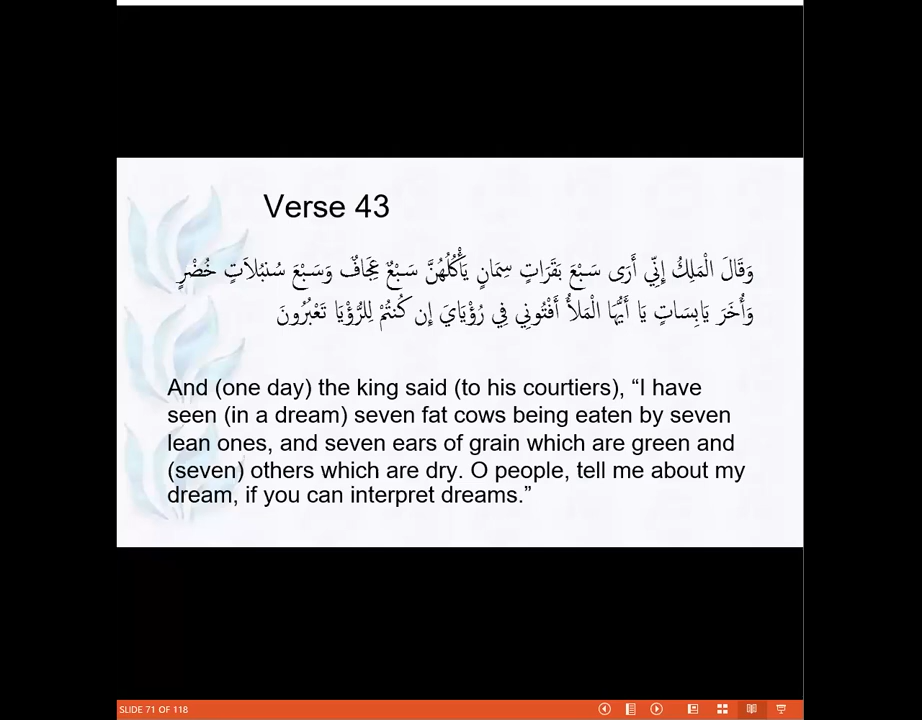 Verse 43
وَقَالَ الْمَلِكُ إِنِّي أَرَى سَبْعَ بَقَرَاتٍ سِمَانٍ يَأْكُلُهُنَّ سَبْعٌ عِجَافٌ وَسَبْعَ سُنبُلاَتٍ خُضْرٍ
وَأُخَرَ يَابِسَاتٍ يَا أَيُّهَا الْمَلأُ أَفْتُونِي فِي رُؤْيَايَ إِن كُنتُمْ لِلرُّؤْيَا تَعْبُرُونَ
And (one day) the king said (to his courtiers), “I have
seen (in a dream) seven fat cows being eaten by seven
lean ones, and seven ears of grain which are green and
(seven) others which are dry. O people, tell me about my
dream, if you can interpret dreams.”
SLIDE 71 OF 118